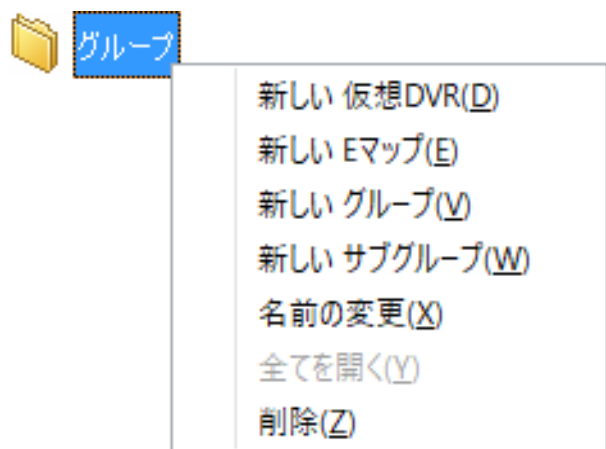 グループ
新しい 仮想DVR(D)
新しい Eマップ(E)
新しい グループ(V)
新しい サブグループ(W)
名前の変更(X)
全てを開く(Y)
削除(Z)